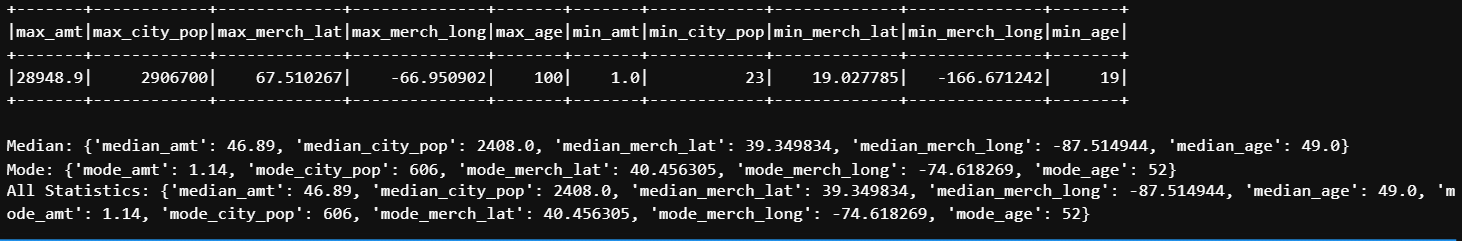 +-------+------------+-------------+--------------+-------+-------+------------+-------------+--------------+-------+
|max_amt|max_city_pop|max_merch_lat|max_merch_long|max_age|min_amt|min_city_pop|min_merch_lat|min_merch_long|min_age|
+-------+------------+-------------+--------------+-------+-------+------------+-------------+--------------+-------+
|28948.9|     2906700|    67.510267|    -66.950902|    100|    1.0|          23|    19.027785|   -166.671242|     19|
+-------+------------+-------------+--------------+-------+-------+------------+-------------+--------------+-------+
Median: {'median_amt': 46.89, 'median_city_pop': 2408.0, 'median_merch_lat': 39.349834, 'median_merch_long': -87.514944, 'median_age': 49.0}
Mode: {'mode_amt': 1.14, 'mode_city_pop': 606, 'mode_merch_lat': 40.456305, 'mode_merch_long': -74.618269, 'mode_age': 52}
All Statistics: {'median_amt': 46.89, 'median_city_pop': 2408.0, 'median_merch_lat': 39.349834, 'median_merch_long': -87.514944, 'median_age': 49.0, 'm
ode_amt': 1.14, 'mode_city_pop': 606, 'mode_merch_lat': 40.456305, 'mode_merch_long': -74.618269, 'mode_age': 52}